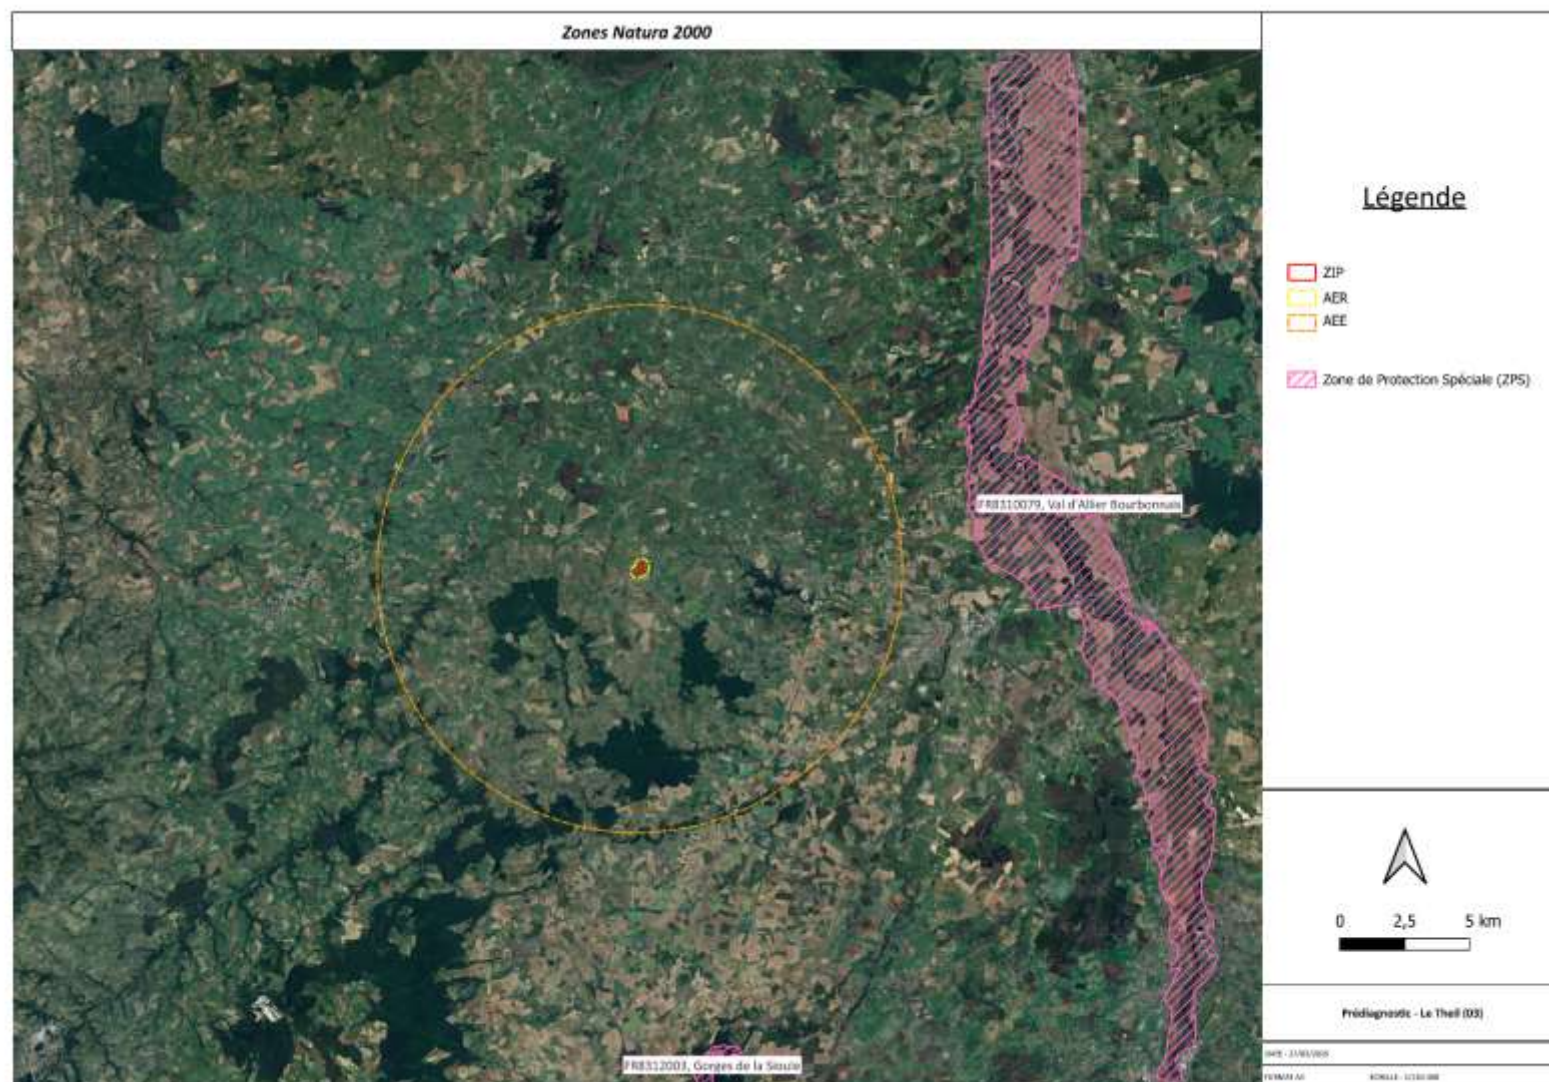 Zones Natura 2000
Légende
ZIP
AER
AEE
Zone de Protection Spéciale (ZPS)
FR8310079, Val d'Allier Bourbonnais
FR8312003, Gorges de la Sioule
0 2,5 5 km
Prédiagnostic - Le Theil (03)